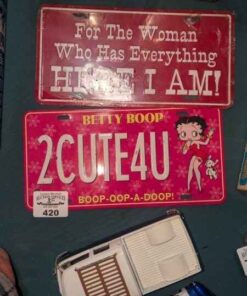 For The Woman
Who Has Everything
HERE I AM!
BETTY BOOP
2CUTE4U
BOOP-OOP-A-DOOP!
420